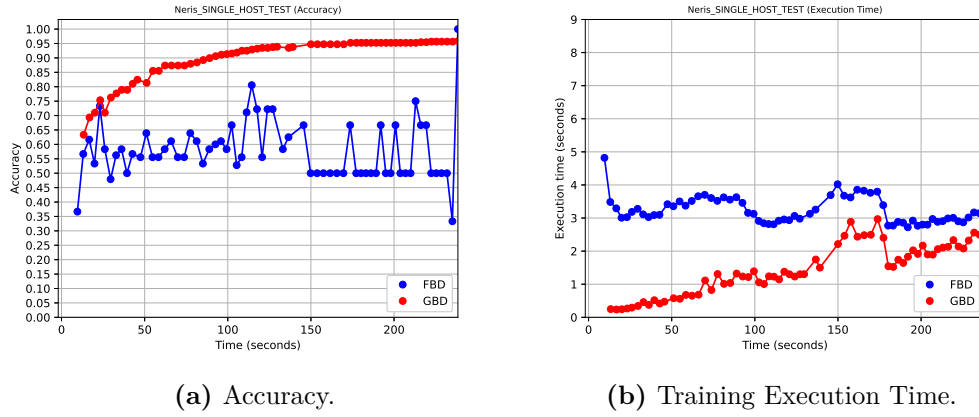 Neris_SINGLE_HOST_TEST (Accuracy)
1.00
0.95
0.90
0.85
0.80
0.75
0.70
0.65
0.60
0.55
0.50
0.45
0.40
0.35
0.30
0.25
0.20
0.15
0.10
0.05
0.00
Accuracy
0 50 100 150 200
Time (seconds)
FBD
GBD
(a) Accuracy.
Neris_SINGLE_HOST_TEST (Execution Time)
9
8
7
6
5
4
3
2
1
0
Execution time (seconds)
0 50 100 150 200
Time (seconds)
FBD
GBD
(b) Training Execution Time.